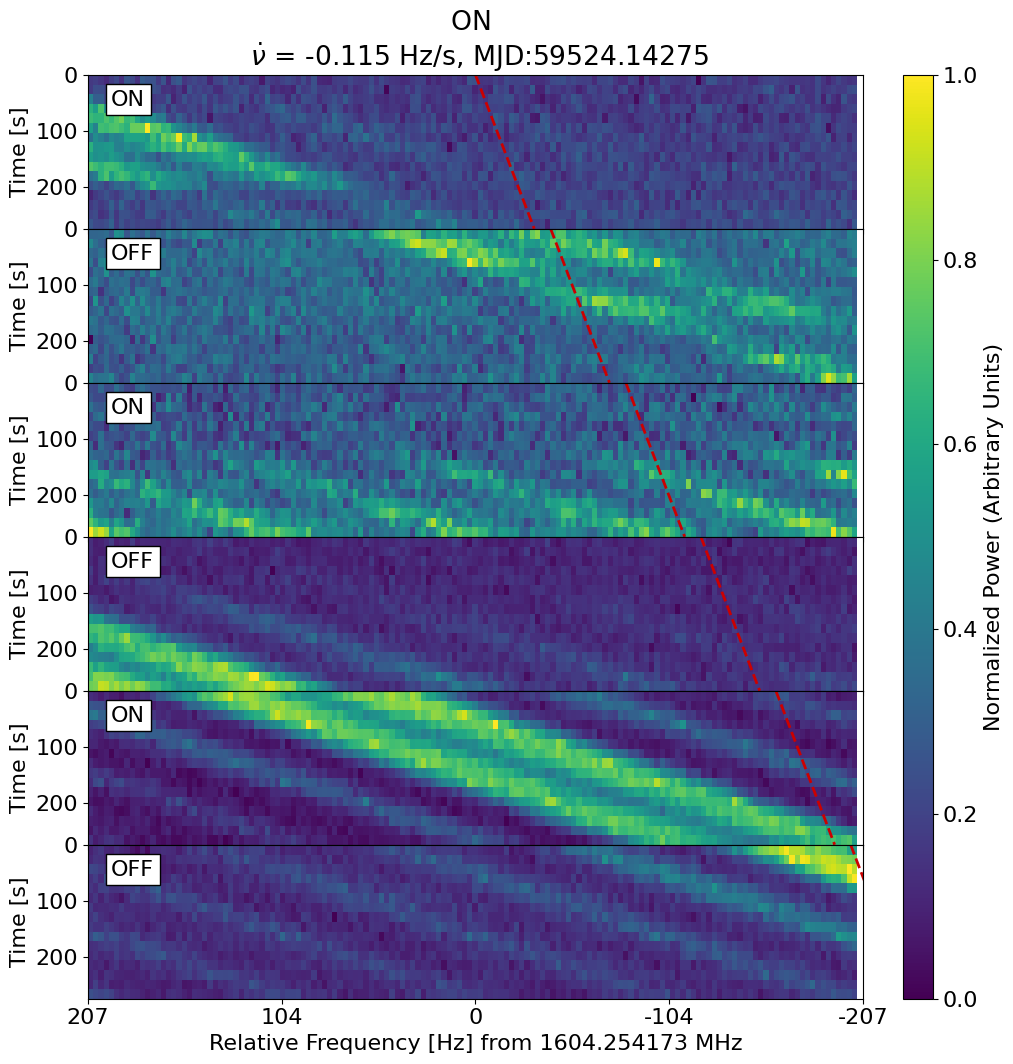 ON
ν̇ = -0.115 Hz/s, MJD:59524.14275
0
ON
100
200
Time [s]
0
OFF
100
200
Time [s]
0
ON
100
200
Time [s]
0
OFF
100
200
Time [s]
0
ON
100
200
Time [s]
0
OFF
100
200
Time [s]
207 104 0 -104 -207
Relative Frequency [Hz] from 1604.254173 MHz
1.0
0.8
0.6
0.4
0.2
0.0
Normalized Power (Arbitrary Units)